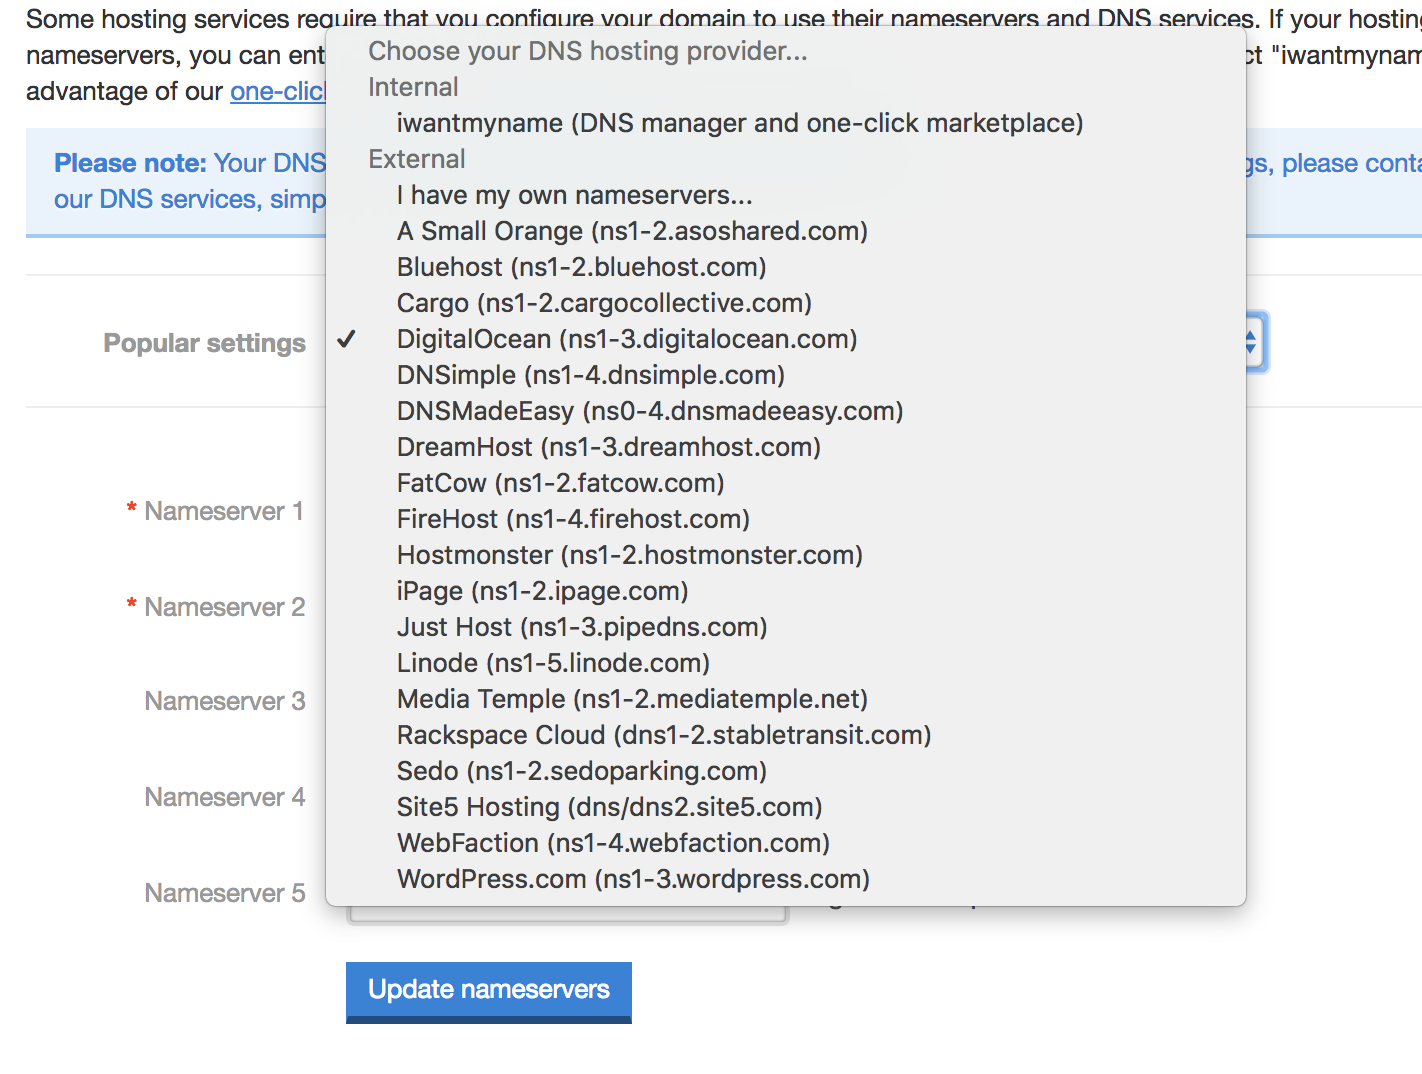 Some hosting services require that you configure your domain to use their nameservers and DNS services. If your hosting
nameservers, you can ent ct "iwantmynam
advantage of our one-click
Choose your DNS hosting provider...
Internal
iwantmyname (DNS manager and one-click marketplace)
External
I have my own nameservers...
A Small Orange (ns1-2.asoshared.com)
Bluehost (ns1-2.bluehost.com)
Cargo (ns1-2.cargocollective.com)
✓ DigitalOcean (ns1-3.digitalocean.com)
DNSimple (ns1-4.dnsimple.com)
DNSMadeEasy (ns0-4.dnsmadeeasy.com)
DreamHost (ns1-3.dreamhost.com)
FatCow (ns1-2.fatcow.com)
FireHost (ns1-4.firehost.com)
Hostmonster (ns1-2.hostmonster.com)
iPage (ns1-2.ipage.com)
Just Host (ns1-3.pipedns.com)
Linode (ns1-5.linode.com)
Media Temple (ns1-2.mediatemple.net)
Rackspace Cloud (dns1-2.stabletransit.com)
Sedo (ns1-2.sedoparking.com)
Site5 Hosting (dns/dns2.site5.com)
WebFaction (ns1-4.webfaction.com)
WordPress.com (ns1-3.wordpress.com)
Please note: Your DNS gs, please conta
our DNS services, simp
Popular settings
* Nameserver 1
* Nameserver 2
Nameserver 3
Nameserver 4
Nameserver 5
Update nameservers